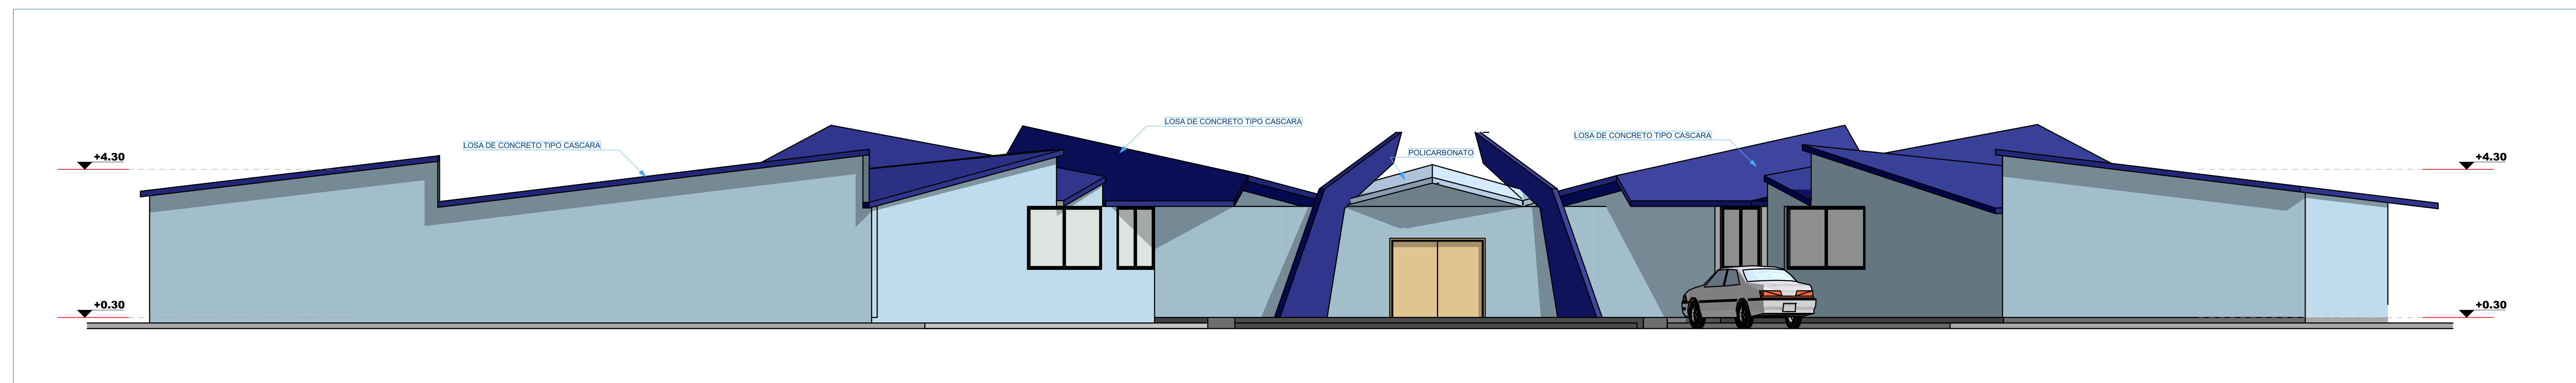 LOSA DE CONCRETO TIPO CASCARA
LOSA DE CONCRETO TIPO CASCARA
LOSA DE CONCRETO TIPO CASCARA
POLICARBONATO
+4.30
+4.30
+0.30
+0.30